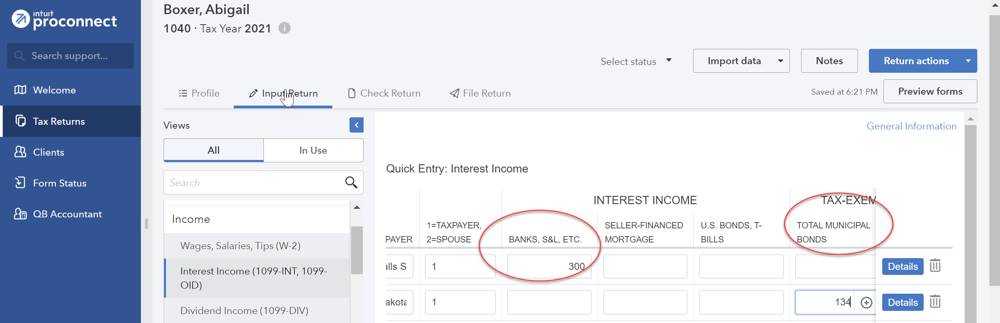 intuit
proconnect
Search support...
Welcome
Tax Returns
Clients
Form Status
QB Accountant
Boxer, Abigail
1040 · Tax Year 2021
Select status
Import data
Notes
Return actions
Profile
Input Return
Check Return
File Return
Saved at 6:21 PM
Preview forms
Views
All
In Use
Search
Income
Wages, Salaries, Tips (W-2)
Interest Income (1099-INT, 1099-
OID)
Dividend Income (1099-DIV)
General Information
Quick Entry: Interest Income
INTEREST INCOME
TAX-EXEM
PAYER
1=TAXPAYER,
2=SPOUSE
BANKS, S&L, ETC.
SELLER-FINANCED
MORTGAGE
U.S. BONDS, T-
BILLS
TOTAL MUNICIPAL
BONDS
alls S
1
300
Details
akota
1
134
Details